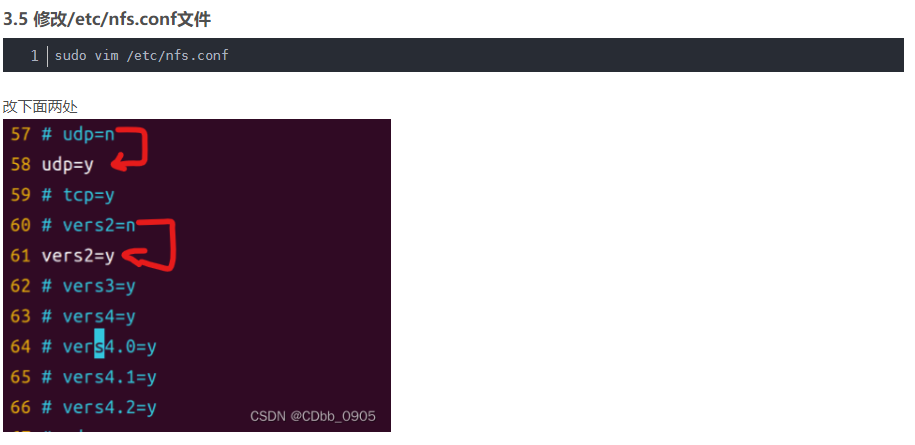 3.5 修改/etc/nfs.conf文件
1 sudo vim /etc/nfs.conf
改下面两处
57 # udp=n
58 udp=y
59 # tcp=y
60 # vers2=n
61 vers2=y
62 # vers3=y
63 # vers4=y
64 # vers4.0=y
65 # vers4.1=y
66 # vers4.2=y
CSDN @CDbb_0905